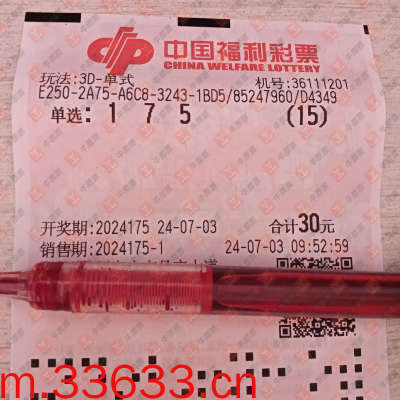 中国福利彩票
CHINA WELFARE LOTTERY
玩法:3D-单式 机号:36111201
E250-2A75-A6C8-3243-1BD5/85247960/D4349
单选: 1 7 5 (15)
开奖期:2024175 24-07-03 合计30元
销售期:2024175-1 24-07-03 09:52:59
m.33633.cn